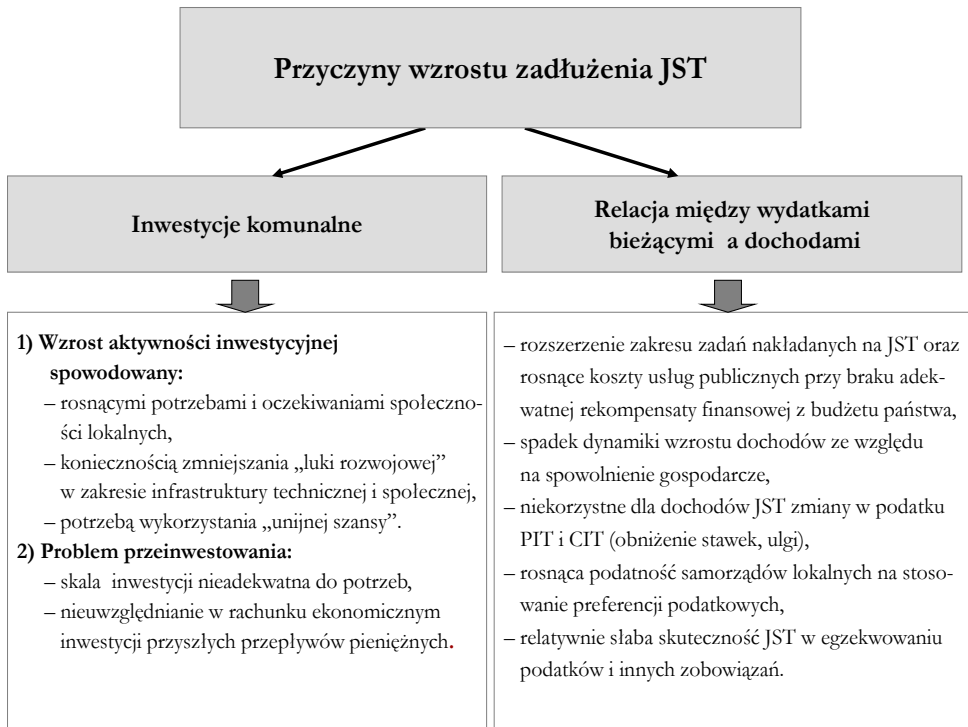 Przyczyny wzrostu zadłużenia JST
Inwestycje komunalne
Relacja między wydatkami
bieżącymi a dochodami
1) Wzrost aktywności inwestycyjnej
spowodowany:
– rosnącymi potrzebami i oczekiwaniami społeczno-
ści lokalnych,
– koniecznością zmniejszania „luki rozwojowej”
w zakresie infrastruktury technicznej i społecznej,
– potrzebą wykorzystania „unijnej szansy”.
2) Problem przeinwestowania:
– skala inwestycji nieadekwatna do potrzeb,
– nieuwzględnianie w rachunku ekonomicznym
inwestycji przyszłych przepływów pieniężnych.
– rozszerzenie zakresu zadań nakładanych na JST oraz
rosnące koszty usług publicznych przy braku adek-
watnej rekompensaty finansowej z budżetu państwa,
– spadek dynamiki wzrostu dochodów ze względu
na spowolnienie gospodarcze,
– niekorzystne dla dochodów JST zmiany w podatku
PIT i CIT (obniżenie stawek, ulgi),
– rosnąca podatność samorządów lokalnych na stoso-
wanie preferencji podatkowych,
– relatywnie słaba skuteczność JST w egzekwowaniu
podatków i innych zobowiązań.